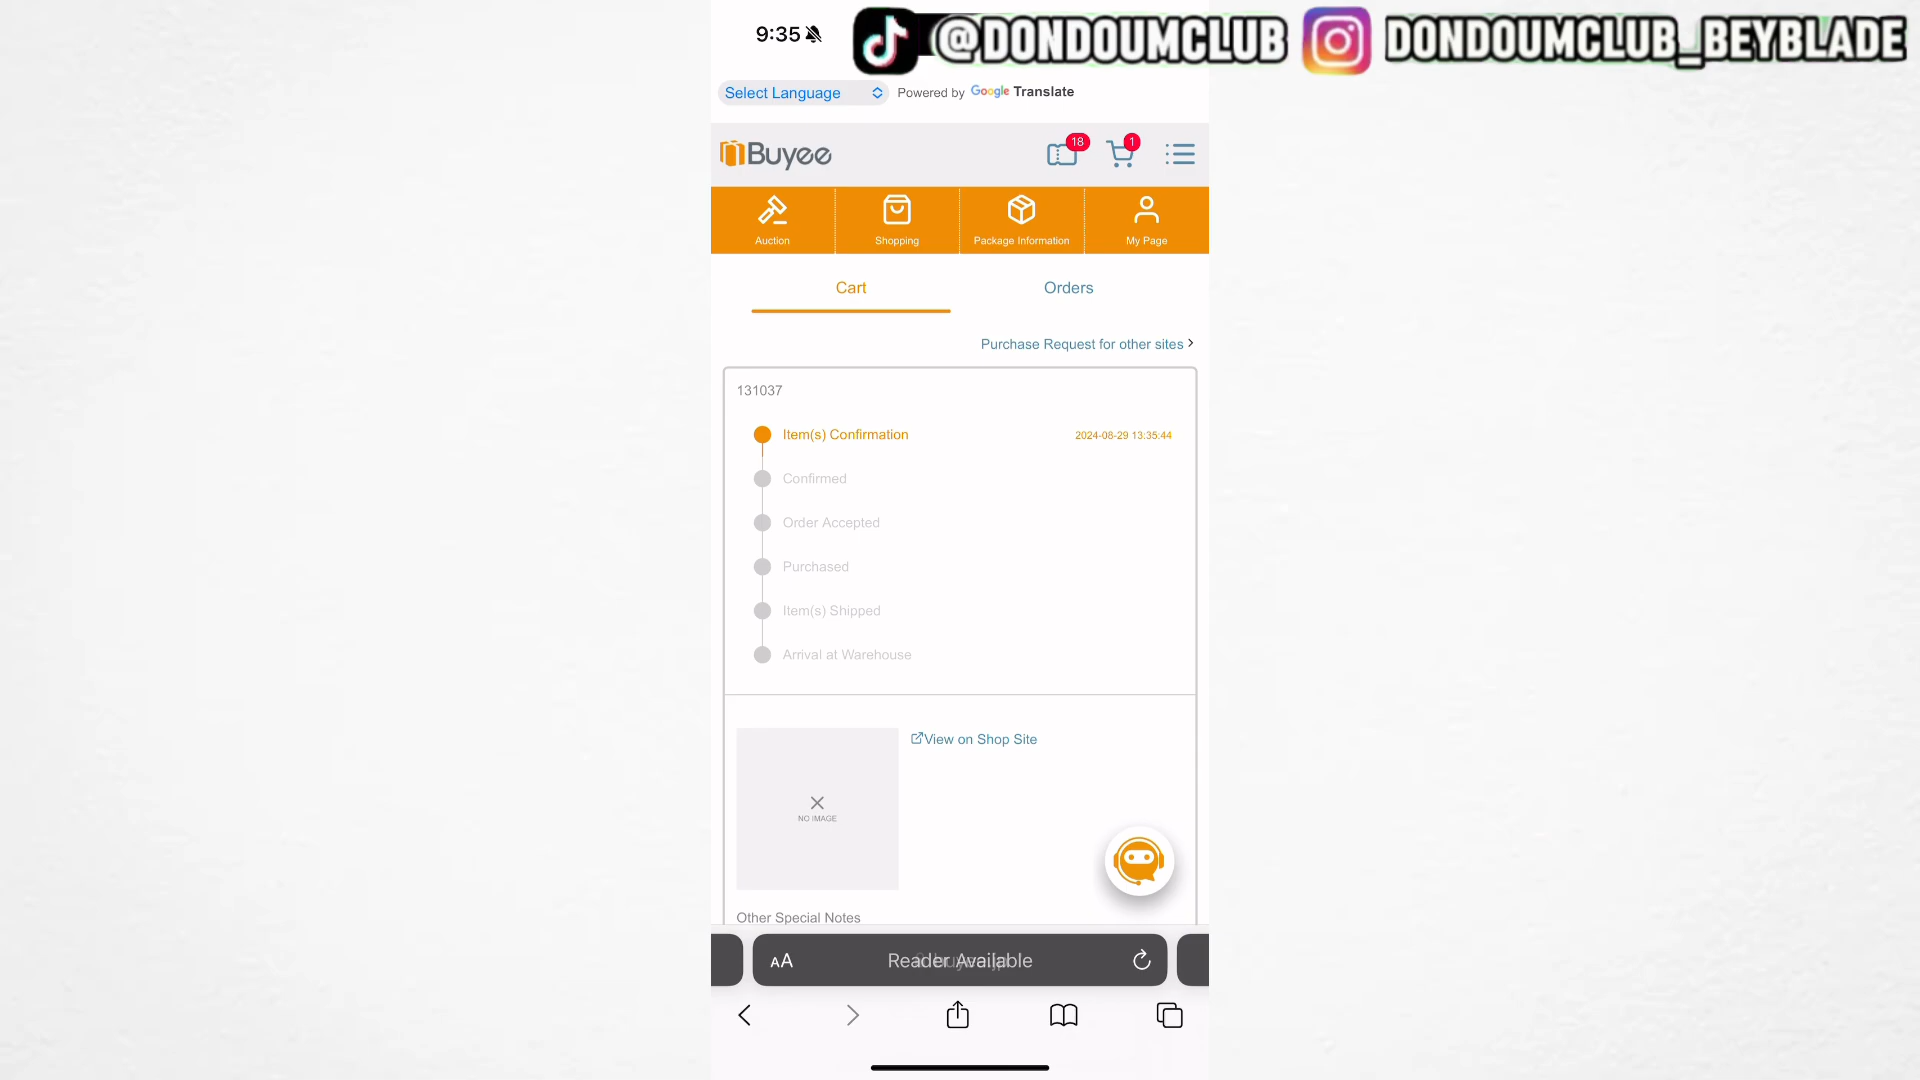 9:35
@DONDOUMCLUB
DONDOUMCLUB_BEYBLADE
Select Language
Powered by Google Translate
Buyee
18
1
Auction
Shopping
Package Information
My Page
Cart
Orders
Purchase Request for other sites
131037
Item(s) Confirmation
2024-08-29 13:35:44
Confirmed
Order Accepted
Purchased
Item(s) Shipped
Arrival at Warehouse
View on Shop Site
NO IMAGE
Other Special Notes
AA
Reader Available